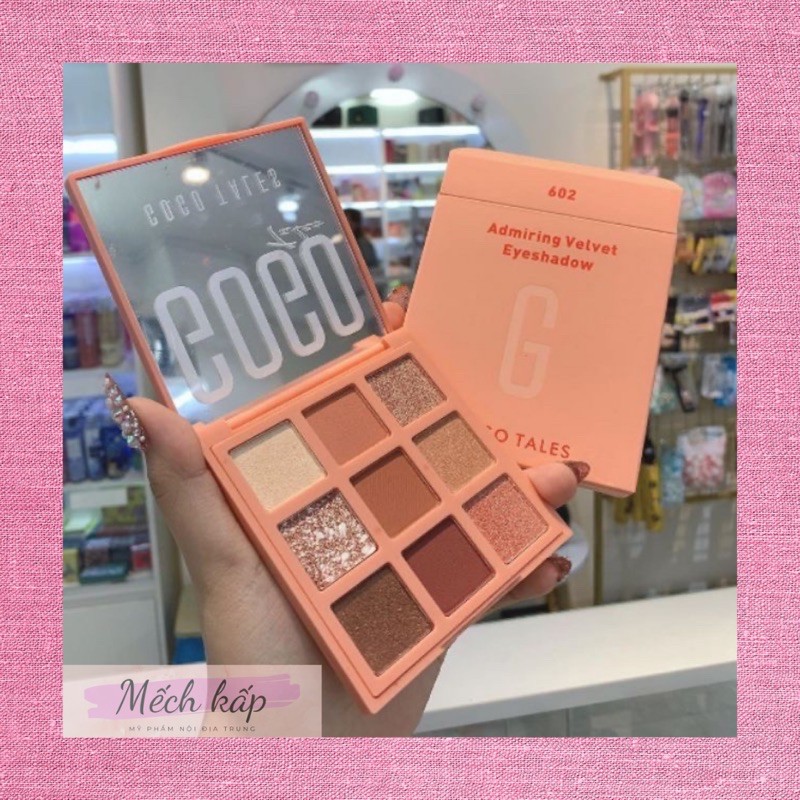 COCO TALES
COCO
602
Admiring Velvet
Eyeshadow
G
CO TALES
Mếch kấp
MỸ PHẨM NỘI ĐỊA TRUNG